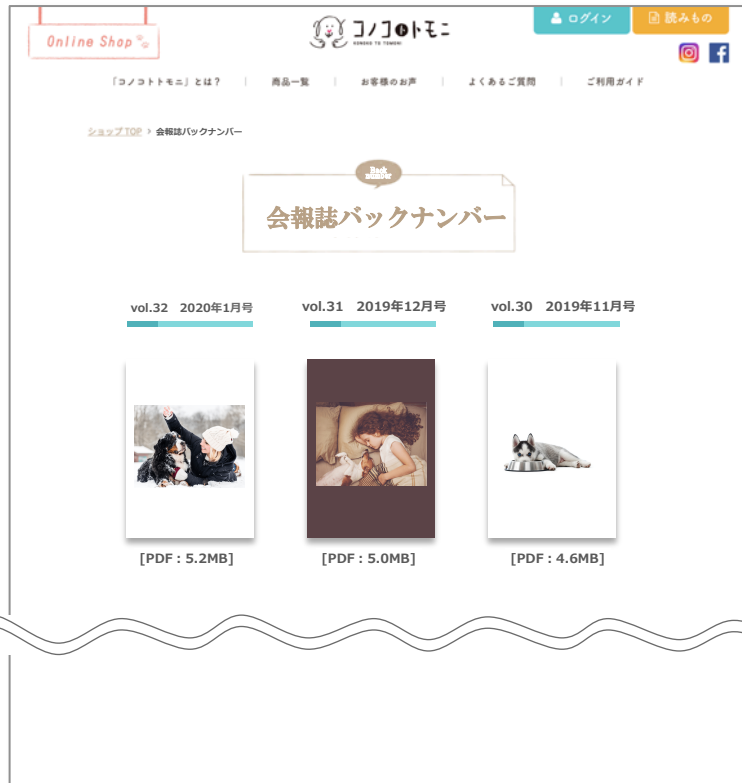 Online Shop
コノコトトモニ
KONOKO TO TOMONI
ログイン
読みもの
「コノコトトモニ」とは？ | 商品一覧 | お客様のお声 | よくあるご質問 | ご利用ガイド
ショップTOP > 会報誌バックナンバー
Back
number
会報誌バックナンバー
vol.32 2020年1月号
vol.31 2019年12月号
vol.30 2019年11月号
[PDF：5.2MB]
[PDF：5.0MB]
[PDF：4.6MB]